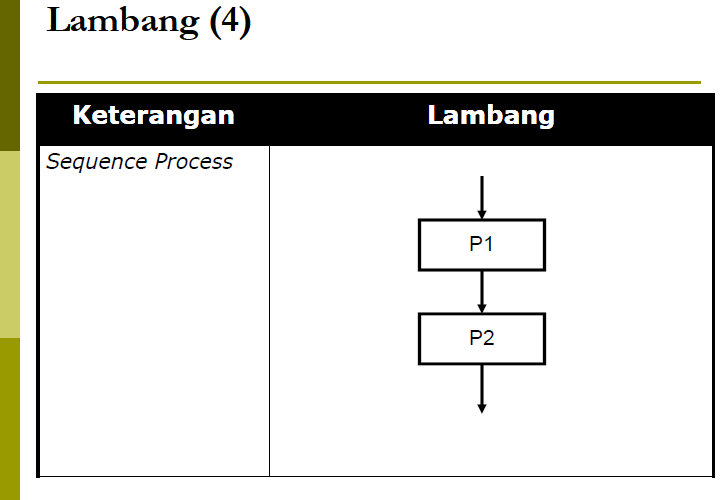 Lambang (4)
Keterangan
Lambang
Sequence Process
P1
P2